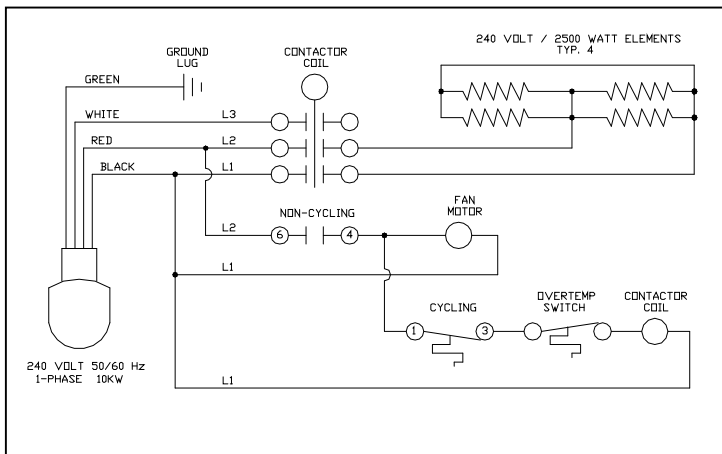 240 VOLT / 2500 WATT ELEMENTS
TYP. 4
GROUND
LUG
CONTACTOR
COIL
GREEN
WHITE
L3
RED
L2
BLACK
L1
FAN
MOTOR
NON-CYCLING
L2
6
4
L1
CYCLING
OVERTEMP
SWITCH
CONTACTOR
COIL
1
3
240 VOLT 50/60 Hz
1-PHASE 10KW
L1